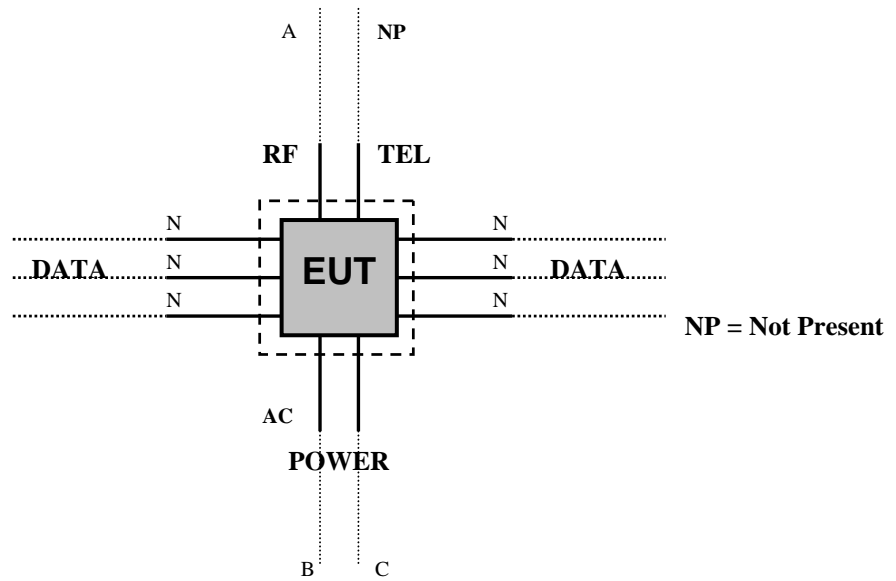 A NP
RF TEL
N N
N N
DATA EUT DATA
N N
NP = Not Present
AC
POWER
B C